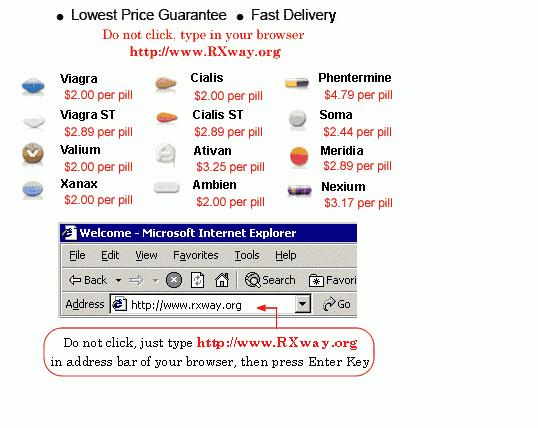 • Lowest Price Guarantee • Fast Delivery
Do not click, type in your browser
http://www.RXway.org
Viagra
$2.00 per pill
Cialis
$2.00 per pill
Phentermine
$4.79 per pill
Viagra ST
$2.89 per pill
Cialis ST
$2.89 per pill
Soma
$2.44 per pill
Valium
$2.00 per pill
Ativan
$3.25 per pill
Meridia
$2.89 per pill
Xanax
$2.00 per pill
Ambien
$2.00 per pill
Nexium
$3.17 per pill
Welcome - Microsoft Internet Explorer
File Edit View Favorites Tools Help
Back Search Favori
Address http://www.rxway.org Go
Do not click, just type http://www.RXway.org
in address bar of your browser, then press Enter Key